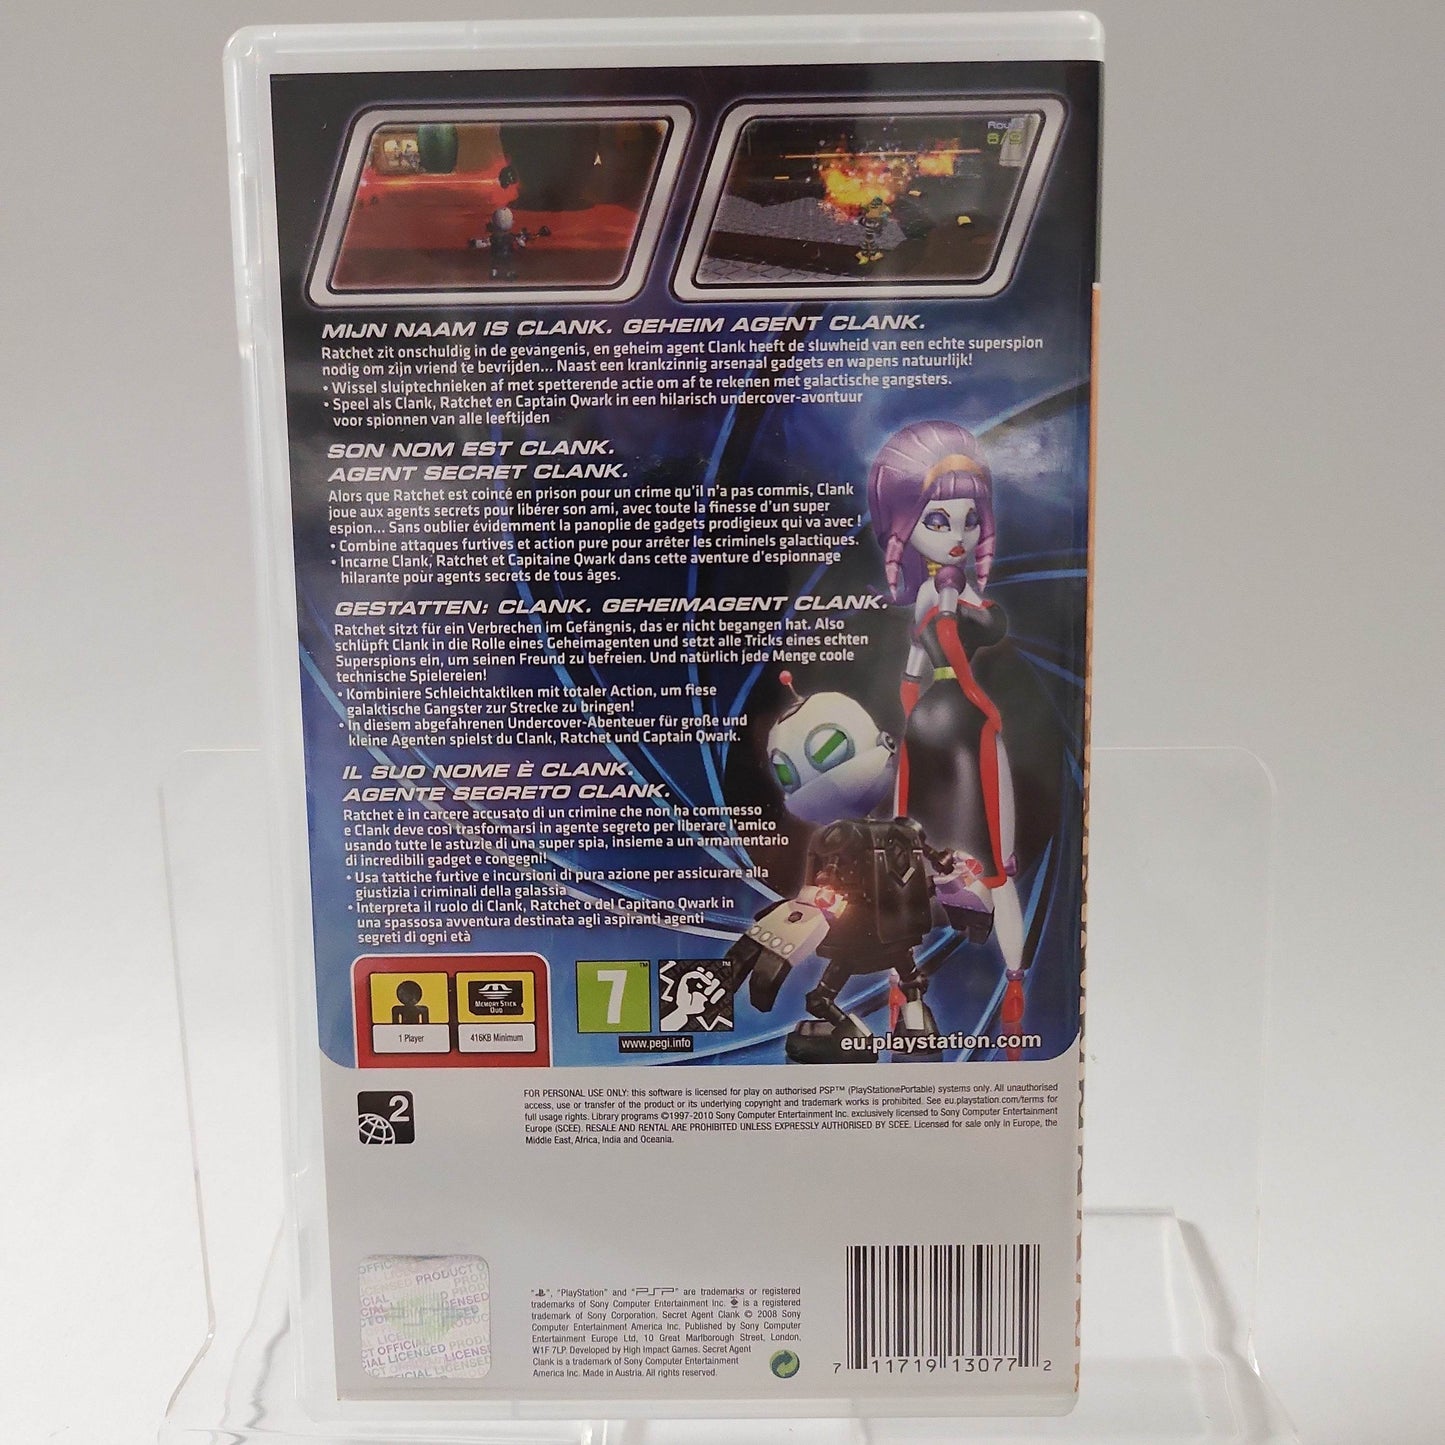 MIJN NAAM IS CLANK. GEHEIM AGENT CLANK.
Ratchet zit onschuldig in de gevangenis, en geheim agent Clank heeft de sluwheid van een echte superspion
nodig om zijn vriend te bevrijden... Naast een krankzinnig arsenaal gadgets en wapens natuurlijk!
• Wissel sluiptechnieken af met spetterende actie om af te rekenen met galactische gangsters.
• Speel als Clank, Ratchet en Captain Qwark in een hilarisch undercover-avontuur
voor spionnen van alle leeftijden
SON NOM EST CLANK.
AGENT SECRET CLANK.
Alors que Ratchet est coincé en prison pour un crime qu'il n'a pas commis, Clank
joue aux agents secrets pour libérer son ami, avec toute la finesse d'un super
espion... Sans oublier évidemment la panoplie de gadgets prodigieux qui va avec !
• Combine attaques furtives et action pure pour arrêter les criminels galactiques.
• Incarne Clank, Ratchet et Capitaine Qwark dans cette aventure d'espionnage
hilarante pour agents secrets de tous âges.
GESTATTEN: CLANK. GEHEIMAGENT CLANK.
Ratchet sitzt für ein Verbrechen im Gefängnis, das er nicht begangen hat. Also
schlüpft Clank in die Rolle eines Geheimagenten und setzt alle Tricks eines echten
Superspions ein, um seinen Freund zu befreien. Und natürlich jede Menge coole
technische Spielereien!
• Kombiniere Schleichtaktiken mit totaler Action, um fiese
galaktische Gangster zur Strecke zu bringen!
• In diesem abgefahrenen Undercover-Abenteuer für große und
kleine Agenten spielst du Clank, Ratchet und Captain Qwark.
IL SUO NOME È CLANK.
AGENTE SEGRETO CLANK.
Ratchet è in carcere accusato di un crimine che non ha commesso
e Clank deve così trasformarsi in agente segreto per liberare l'amico
usando tutte le astuzie di una super spia, insieme a un armamentario
di incredibili gadget e congegni!
• Usa tattiche furtive e incursioni di pura azione per assicurare alla
giustizia i criminali della galassia
• Interpreta il ruolo di Clank, Ratchet o del Capitano Qwark in
una spassosa avventura destinata agli aspiranti agenti
segreti di ogni età
MEMORY STICK
DUO
1 Player
416KB Minimum
7
www.pegi.info
eu.playstation.com
2
FOR PERSONAL USE ONLY: this software is licensed for play on authorised PSP™ (PlayStation®Portable) systems only. All unauthorised
access, use or transfer of the product or its underlying copyright and trademark works is prohibited. See eu.playstation.com/terms for
full usage rights. Library programs ©1997-2010 Sony Computer Entertainment Inc. exclusively licensed to Sony Computer Entertainment
Europe (SCEE). RESALE AND RENTAL ARE PROHIBITED UNLESS EXPRESSLY AUTHORISED BY SCEE. Licensed for sale only in Europe, the
Middle East, Africa, India and Oceania.
OFFICIAL LICENSED PRODUCT
"PlayStation" and "PSP" are trademarks or registered
trademarks of Sony Computer Entertainment Inc. is a registered
trademark of Sony Corporation. Secret Agent Clank © 2008 Sony
Computer Entertainment America Inc. Published by Sony Computer
Entertainment Europe Ltd, 10 Great Marlborough Street, London,
W1F 7LP. Developed by High Impact Games. Secret Agent
Clank is a trademark of Sony Computer Entertainment
America Inc. Made in Austria. All rights reserved.
7 11719 13077 2